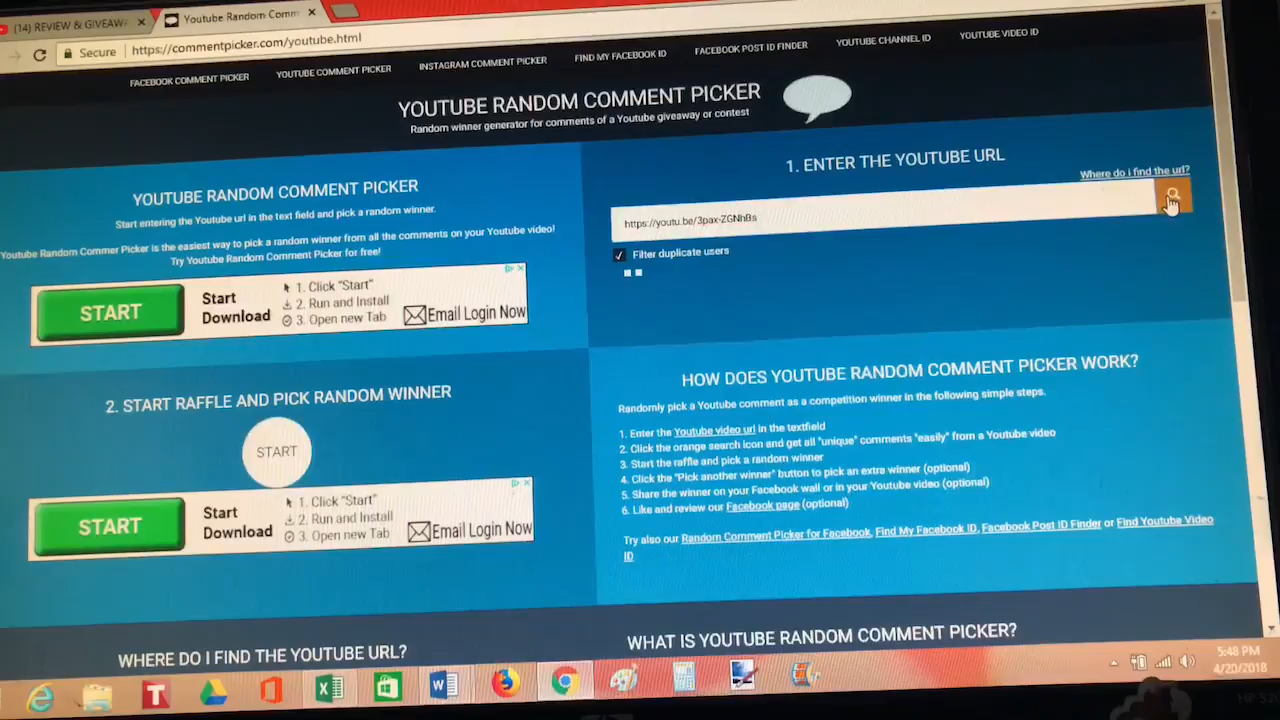 (14) REVIEW & GIVEAW
Youtube Random Comm
Secure
https://commentpicker.com/youtube.html
FACEBOOK COMMENT PICKER
YOUTUBE COMMENT PICKER
INSTAGRAM COMMENT PICKER
FIND MY FACEBOOK ID
FACEBOOK POST ID FINDER
YOUTUBE CHANNEL ID
YOUTUBE VIDEO ID
YOUTUBE RANDOM COMMENT PICKER
Random winner generator for comments of a Youtube giveaway or contest
YOUTUBE RANDOM COMMENT PICKER
Start entering the Youtube url in the text field and pick a random winner.
Youtube Random Commer Picker is the easiest way to pick a random winner from all the comments on your Youtube video!
Try Youtube Random Comment Picker for free!
START
Start
Download
1. Click "Start"
2. Run and Install
3. Open new Tab
Email Login Now
1. ENTER THE YOUTUBE URL
Where do i find the url?
https://youtu.be/3pax-ZGNhBs
Filter duplicate users
2. START RAFFLE AND PICK RANDOM WINNER
START
START
Start
Download
1. Click "Start"
2. Run and Install
3. Open new Tab
Email Login Now
HOW DOES YOUTUBE RANDOM COMMENT PICKER WORK?
Randomly pick a Youtube comment as a competition winner in the following simple steps.
1. Enter the Youtube video url in the textfield
2. Click the orange search icon and get all "unique" comments "easily" from a Youtube video
3. Start the raffle and pick a random winner
4. Click the "Pick another winner" button to pick an extra winner (optional)
5. Share the winner on your Facebook wall or in your Youtube video (optional)
6. Like and review our Facebook page (optional)
Try also our Random Comment Picker for Facebook, Find My Facebook ID, Facebook Post ID Finder or Find Youtube Video
ID
WHERE DO I FIND THE YOUTUBE URL?
WHAT IS YOUTUBE RANDOM COMMENT PICKER?
5:48 PM
4/20/2018